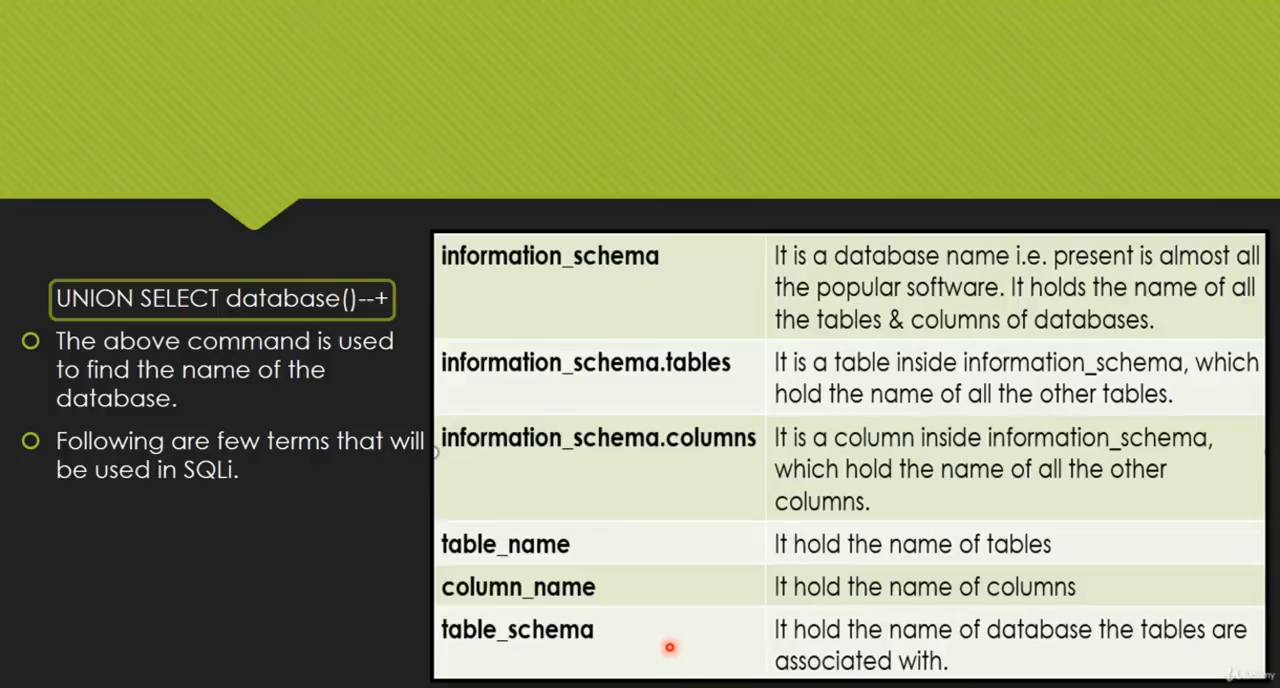 UNION SELECT database()--+
The above command is used
to find the name of the
database.
Following are few terms that will
be used in SQLi.
information_schema
It is a database name i.e. present is almost all
the popular software. It holds the name of all
the tables & columns of databases.
information_schema.tables
It is a table inside information_schema, which
hold the name of all the other tables.
information_schema.columns
It is a column inside information_schema,
which hold the name of all the other
columns.
table_name
It hold the name of tables
column_name
It hold the name of columns
table_schema
It hold the name of database the tables are
associated with.